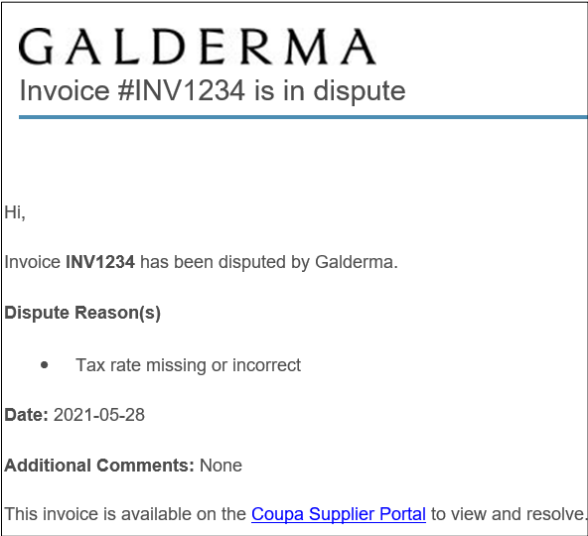 GALDERMA
Invoice #INV1234 is in dispute
Hi,
Invoice INV1234 has been disputed by Galderma.
Dispute Reason(s)
• Tax rate missing or incorrect
Date: 2021-05-28
Additional Comments: None
This invoice is available on the Coupa Supplier Portal to view and resolve.